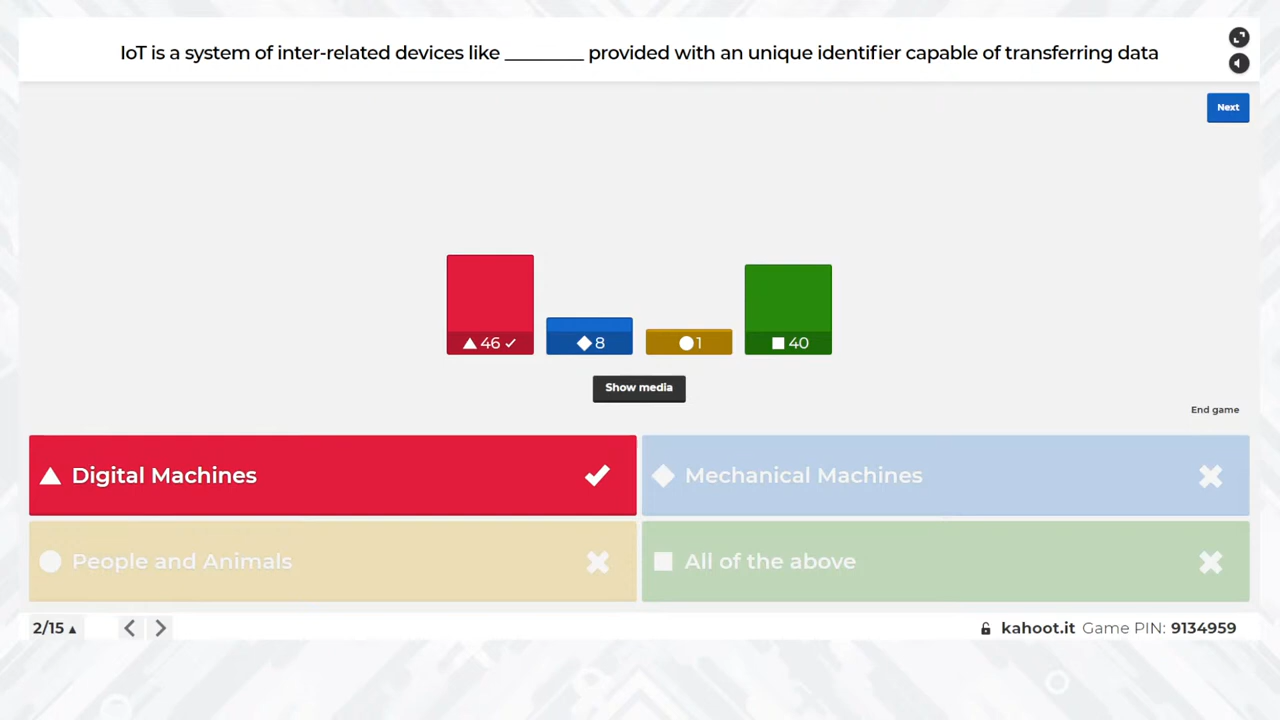 IoT is a system of inter-related devices like ________ provided with an unique identifier capable of transferring data
Next
46
8
1
40
Show media
End game
Digital Machines
Mechanical Machines
People and Animals
All of the above
2/15
kahoot.it Game PIN: 9134959